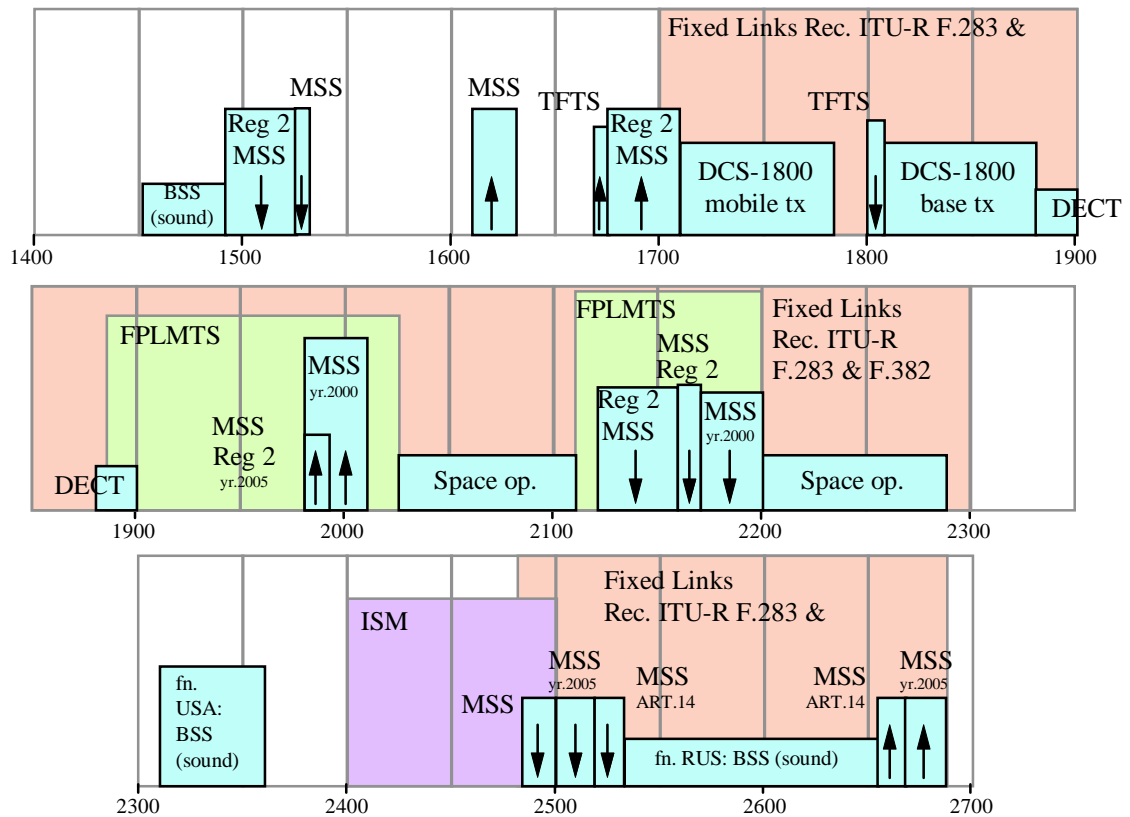 Fixed Links Rec. ITU-R F.283 &
MSS
MSS
TFTS
TFTS
Reg 2
MSS
Reg 2
MSS
BSS
(sound)
DCS-1800
mobile tx
DCS-1800
base tx
DECT
1400
1500
1600
1700
1800
1900
FPLMTS
FPLMTS
Fixed Links
Rec. ITU-R
F.283 & F.382
MSS
yr.2000
MSS
Reg 2
Reg 2
MSS
MSS
yr.2000
MSS
Reg 2
yr.2005
DECT
Space op.
Space op.
1900
2000
2100
2200
2300
Fixed Links
Rec. ITU-R F.283 &
ISM
fn.
USA:
BSS
(sound)
MSS
MSS
yr.2005
MSS
ART.14
MSS
ART.14
MSS
yr.2005
fn. RUS: BSS (sound)
2300
2400
2500
2600
2700